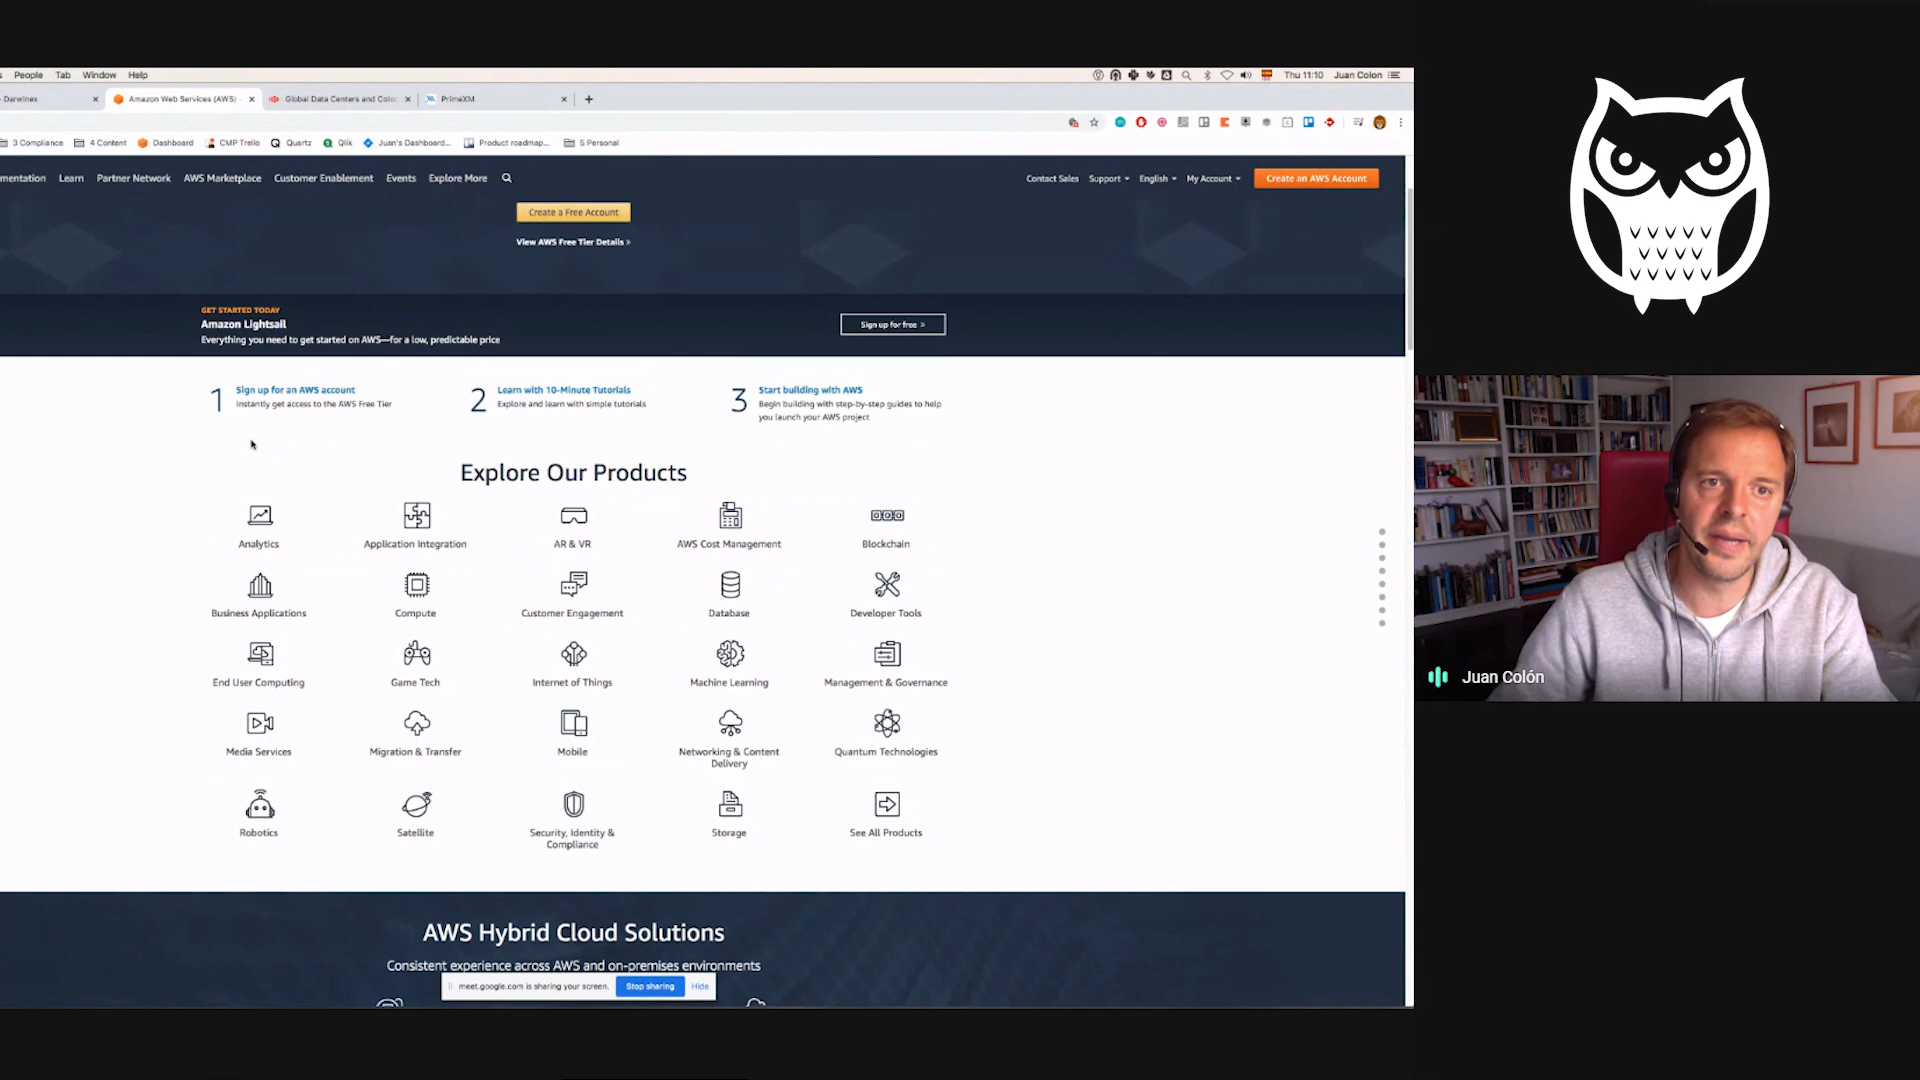 People Tab Window Help
Thu 11:10 Juan Colon
Darwinex
Amazon Web Services (AWS)
Global Data Centers and Colo
PrimeXM
3 Compliance 4 Content Dashboard CMP Trello Quartz Qlik Juan's Dashboard... Product roadmap... 5 Personal
mentation Learn Partner Network AWS Marketplace Customer Enablement Events Explore More
Contact Sales Support English My Account Create an AWS Account
Create a Free Account
View AWS Free Tier Details »
GET STARTED TODAY
Amazon Lightsail
Everything you need to get started on AWS—for a low, predictable price
Sign up for free »
1 Sign up for an AWS account
Instantly get access to the AWS Free Tier
2 Learn with 10-Minute Tutorials
Explore and learn with simple tutorials
3 Start building with AWS
Begin building with step-by-step guides to help
you launch your AWS project
Explore Our Products
Analytics
Application Integration
AR & VR
AWS Cost Management
Blockchain
Business Applications
Compute
Customer Engagement
Database
Developer Tools
End User Computing
Game Tech
Internet of Things
Machine Learning
Management & Governance
Media Services
Migration & Transfer
Mobile
Networking & Content
Delivery
Quantum Technologies
Robotics
Satellite
Security, Identity &
Compliance
Storage
See All Products
AWS Hybrid Cloud Solutions
Consistent experience across AWS and on-premises environments
meet.google.com is sharing your screen. Stop sharing Hide
Juan Colón